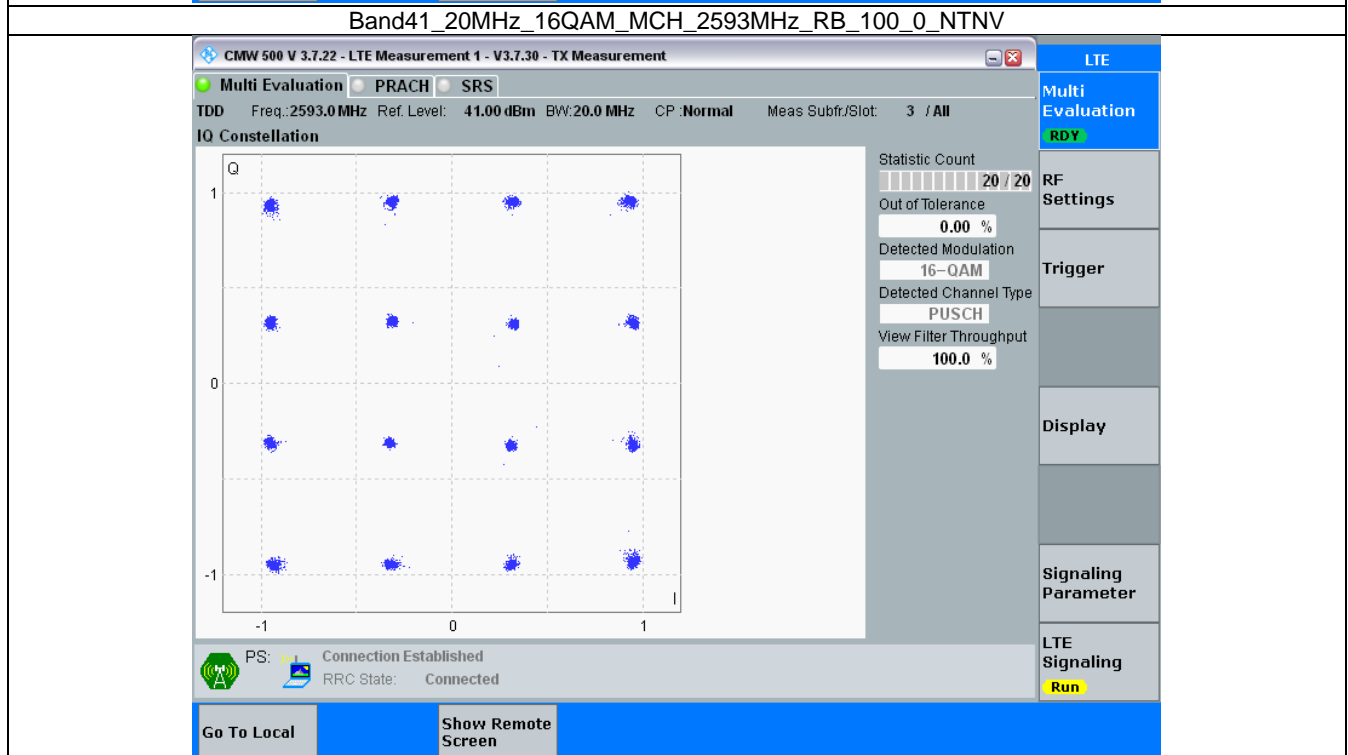 Band41_20MHz_16QAM_MCH_2593MHz_RB_100_0_NTNV
CMW 500 V 3.7.22 - LTE Measurement 1 - V3.7.30 - TX Measurement
LTE
Multi Evaluation PRACH SRS
TDD Freq.:2593.0 MHz Ref. Level: 41.00 dBm BW:20.0 MHz CP :Normal Meas Subfr./Slot: 3 / All
IQ Constellation
Q
1
0
-1
I
-1 0 1
Statistic Count
20 / 20
Out of Tolerance
0.00 %
Detected Modulation
16-QAM
Detected Channel Type
PUSCH
View Filter Throughput
100.0 %
Multi
Evaluation
RDY
RF
Settings
Trigger
Display
Signaling
Parameter
LTE
Signaling
Run
PS: Connection Established
RRC State: Connected
Go To Local
Show Remote
Screen